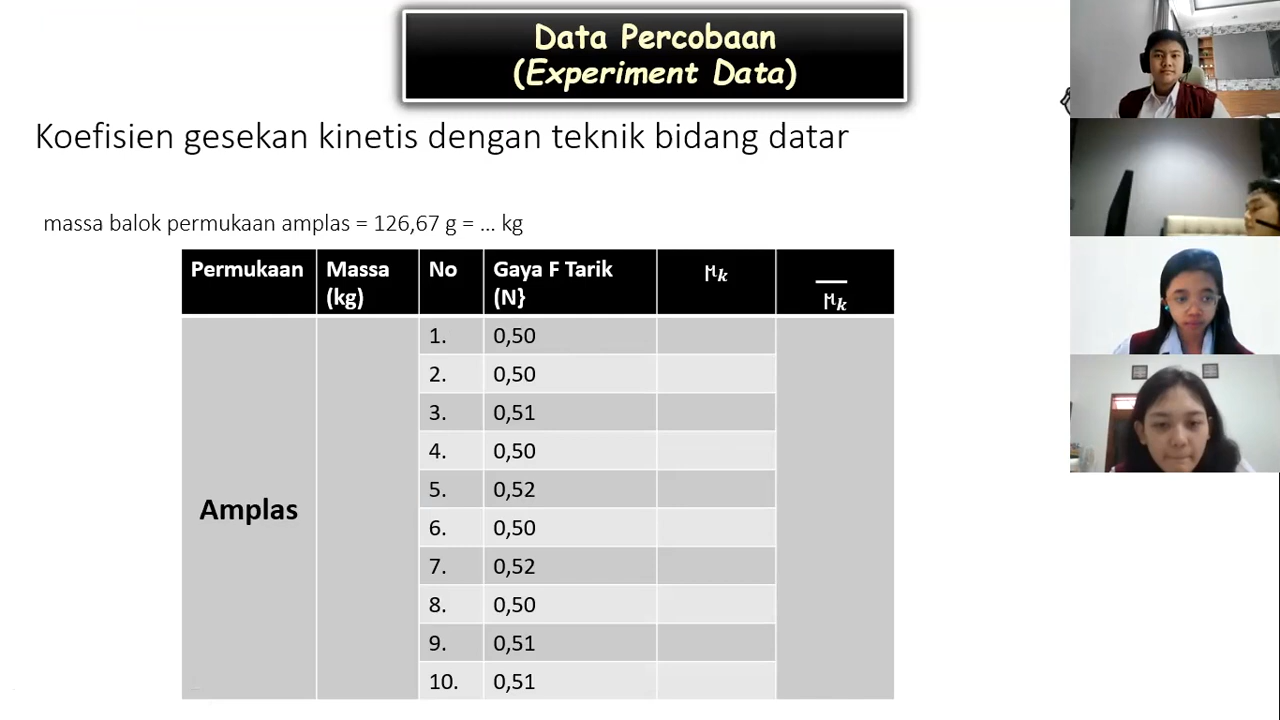 Data Percobaan
(Experiment Data)
Koefisien gesekan kinetis dengan teknik bidang datar
massa balok permukaan amplas = 126,67 g = ... kg
Permukaan Massa (kg) No Gaya F Tarik (N} μk μk
Amplas
1. 0,50
2. 0,50
3. 0,51
4. 0,50
5. 0,52
6. 0,50
7. 0,52
8. 0,50
9. 0,51
10. 0,51